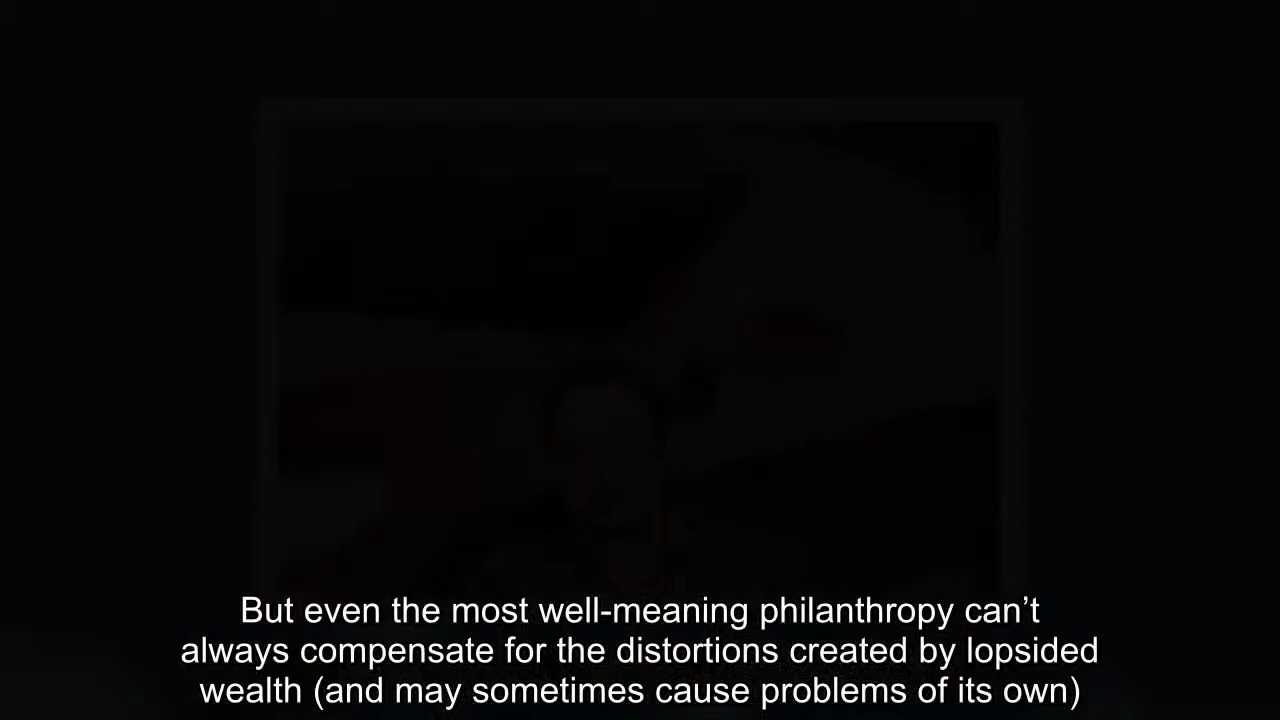 But even the most well-meaning philanthropy can’t
always compensate for the distortions created by lopsided
wealth (and may sometimes cause problems of its own)